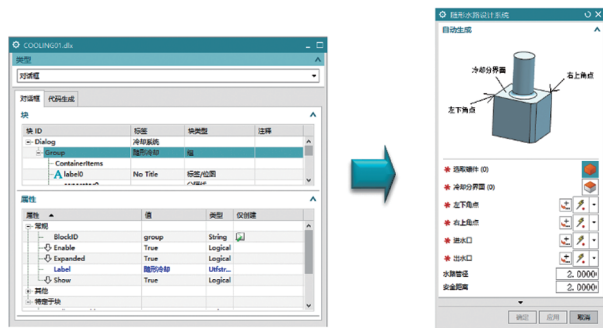 COOLING01.dlx
类型
对话框
对话框 代码生成
块
块 ID 标签 块类型 注释
Dialog 冷却系统
Group 随形冷却 组
ContainerItems
label0 No Title 标签/位图
属性
属性 值 类型 仅创建
常规
BlockID group String
Enable True Logical
Expanded True Logical
Label 随形冷却 Utfstr...
Show True Logical
其他
特定于块
随形水路设计系统
自动生成
冷却分界面
右上角点
左下角点
* 选取镶件 (0)
* 冷却分界面 (0)
* 左下角点
* 右上角点
* 进水口
* 出水口
水路管径 2.0000
安全距离 2.0000
确定 应用 取消